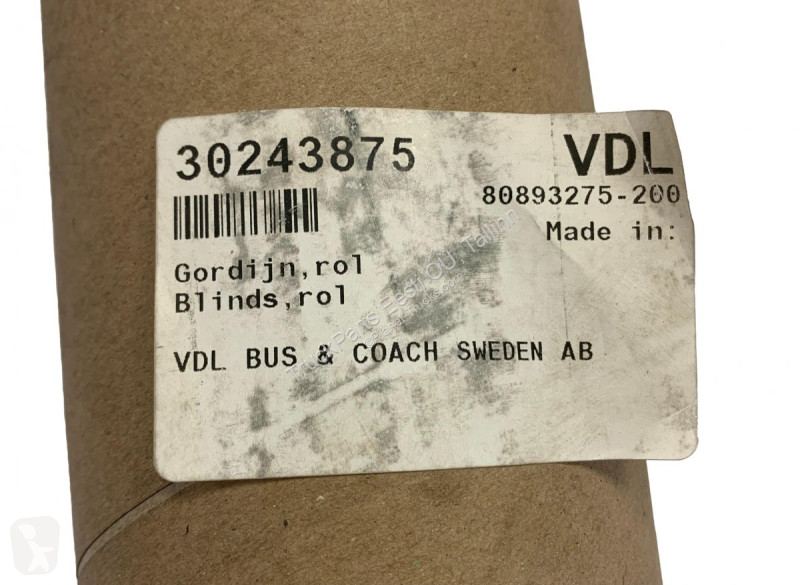 30243875
VDL
80893275-200
Made in:
Gordijn,rol
Blinds,rol
VDL BUS & COACH SWEDEN AB